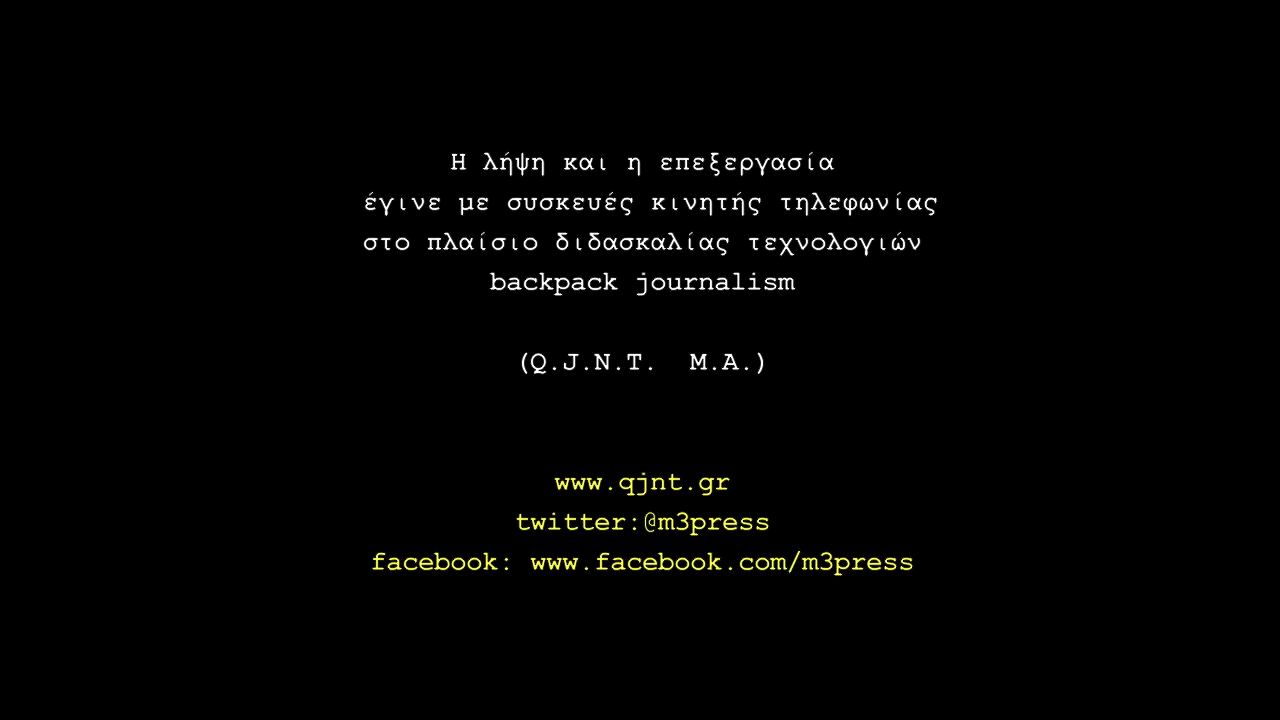 Η λήψη και η επεξεργασία
έγινε με συσκευές κινητής τηλεφωνίας
στο πλαίσιο διδασκαλίας τεχνολογιών
backpack journalism
(Q.J.N.T.  M.A.)
www.qjnt.gr
twitter:@m3press
facebook: www.facebook.com/m3press